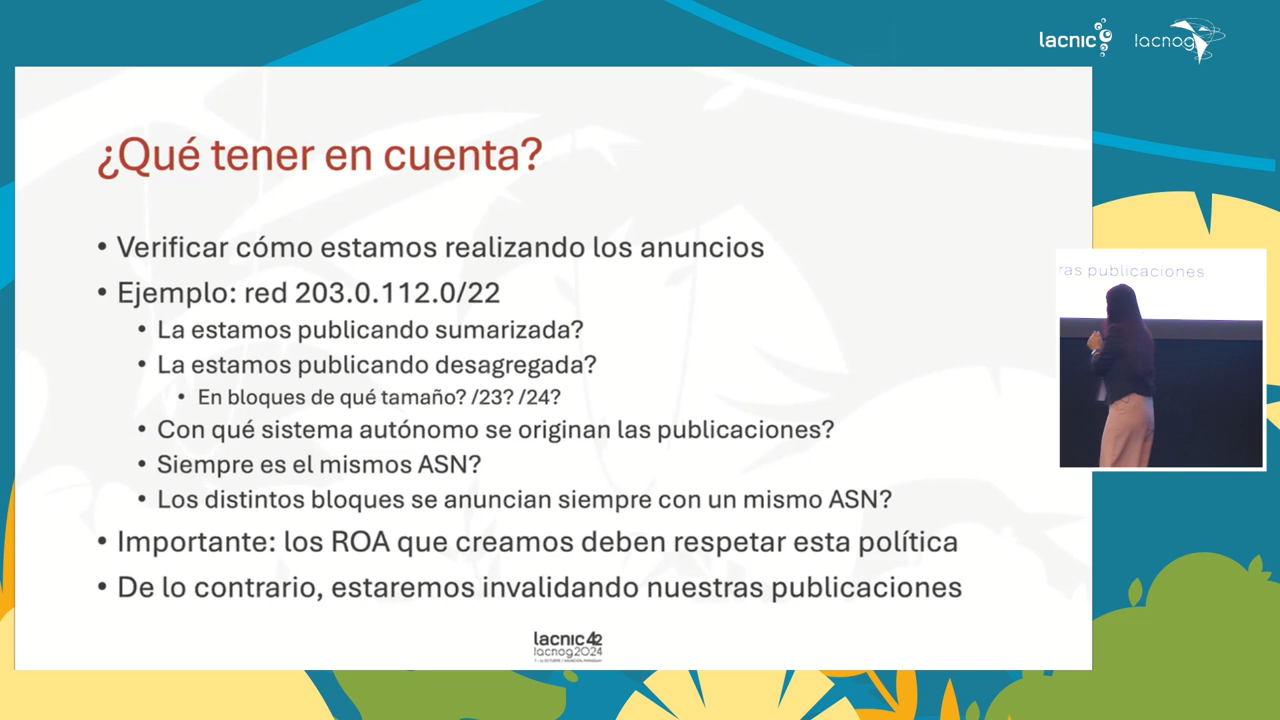 lacnic
lacnog
¿Qué tener en cuenta?
• Verificar cómo estamos realizando los anuncios
• Ejemplo: red 203.0.112.0/22
• La estamos publicando sumarizada?
• La estamos publicando desagregada?
• En bloques de qué tamaño? /23? /24?
• Con qué sistema autónomo se originan las publicaciones?
• Siempre es el mismos ASN?
• Los distintos bloques se anuncian siempre con un mismo ASN?
• Importante: los ROA que creamos deben respetar esta política
• De lo contrario, estaremos invalidando nuestras publicaciones
ras publicaciones
lacnic 42
lacnog2024